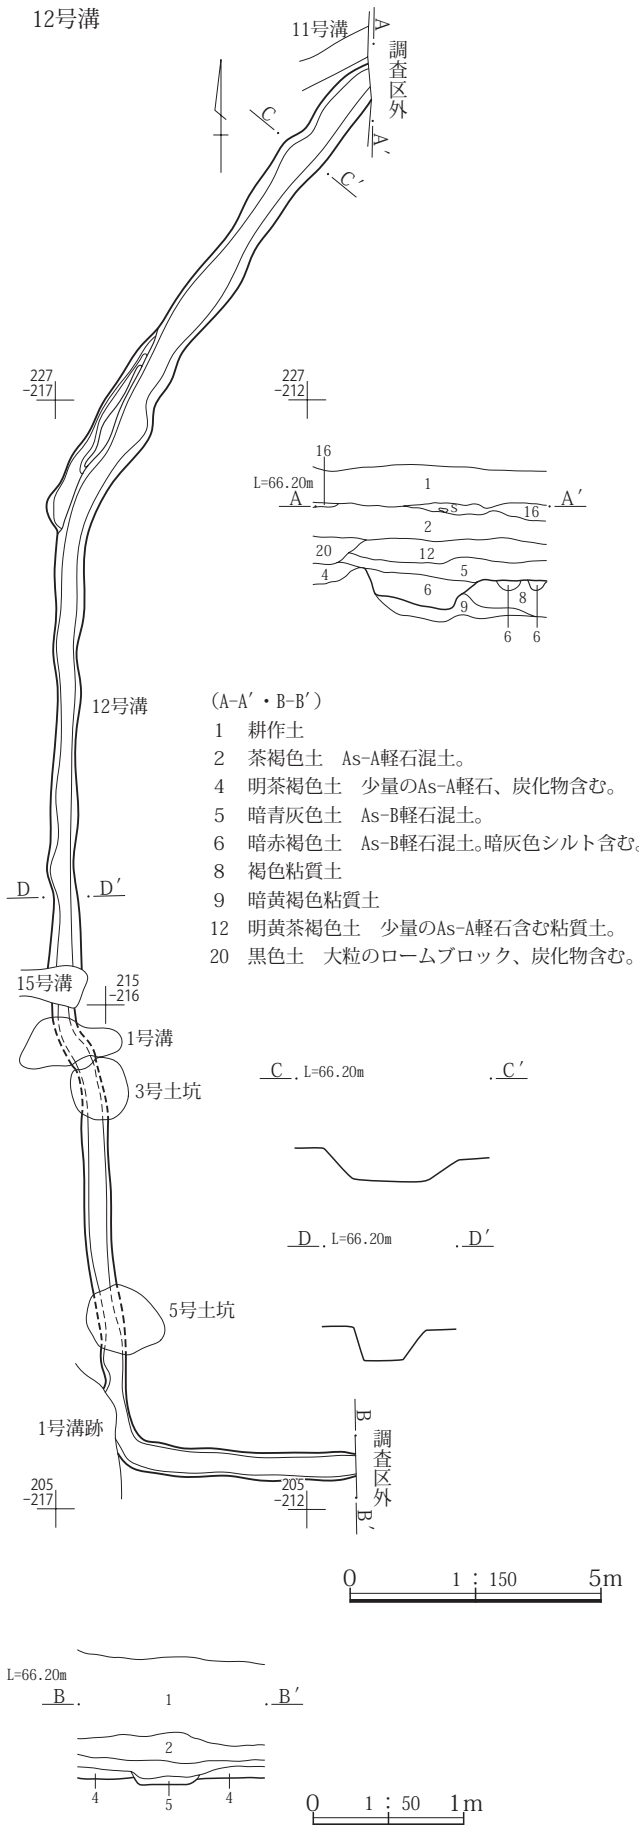 12号溝
11号溝
A
調査区外
A′
C
C′
227
-217
227
-212
16
L=66.20m
1
A
A′
S
16
2
20
12
4
5
6
8
9
6
6
12号溝
(A-A′・B-B′)
1 耕作土
2 茶褐色土 As-A軽石混土。
4 明茶褐色土 少量のAs-A軽石、炭化物含む。
5 暗青灰色土 As-B軽石混土。
6 暗赤褐色土 As-B軽石混土。暗灰色シルト含む。
8 褐色粘質土
9 暗黄褐色粘質土
12 明黄茶褐色土 少量のAs-A軽石含む粘質土。
20 黒色土 大粒のロームブロック、炭化物含む。
D
D′
15号溝
215
-216
1号溝
3号土坑
C
L=66.20m
C′
D
L=66.20m
D′
5号土坑
1号溝跡
B
調査区外
B′
205
-217
205
-212
0
1 : 150
5m
L=66.20m
B
1
B′
2
4
5
4
0
1 : 50
1m